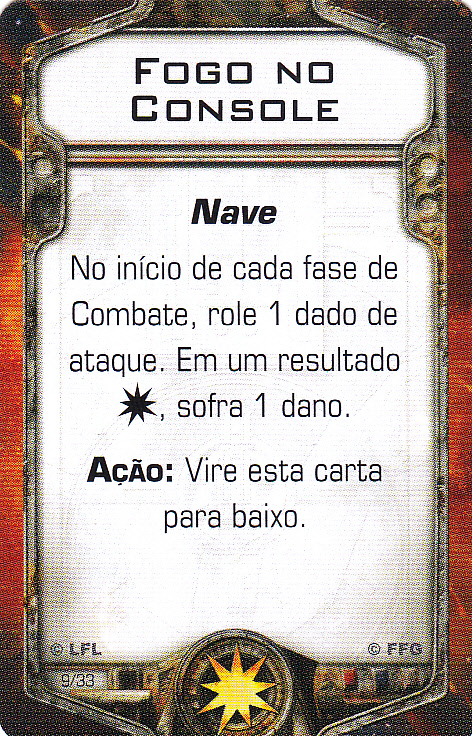 FOGO NO
CONSOLE
Nave
No início de cada fase de
Combate, role 1 dado de
ataque. Em um resultado
, sofra 1 dano.
AÇÃO: Vire esta carta
para baixo.
© LFL © FFG
9/33